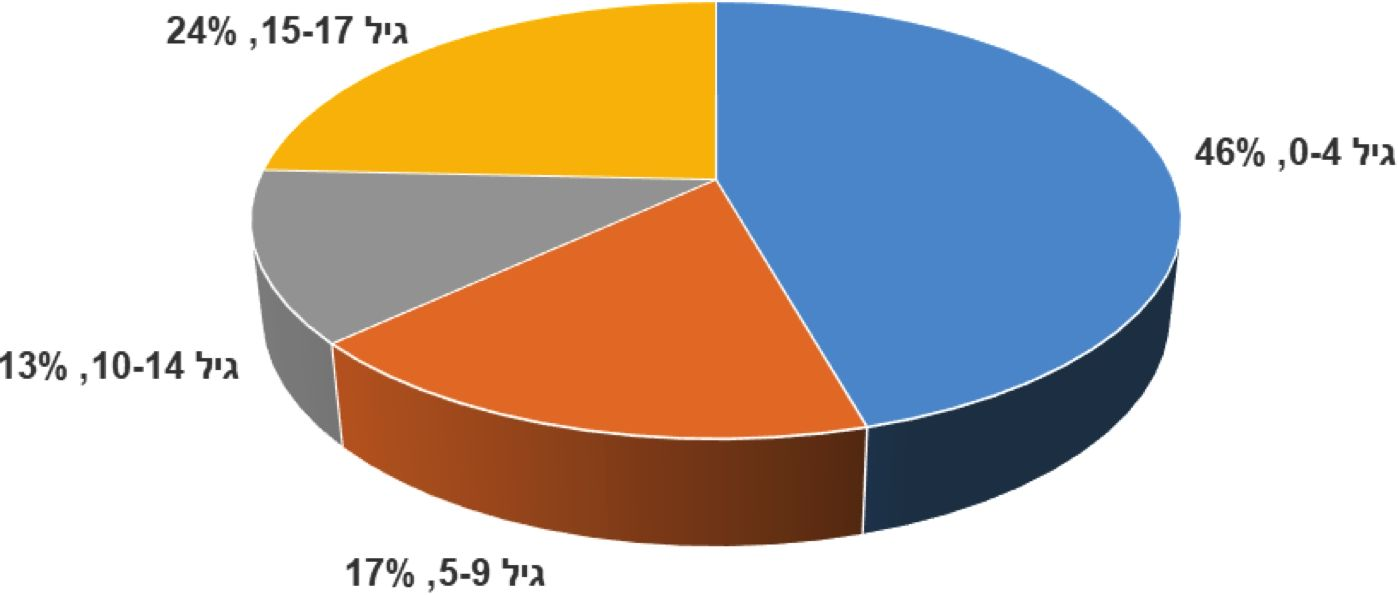 גיל 15-17, 24%
גיל 0-4, 46%
גיל 10-14, 13%
גיל 5-9, 17%